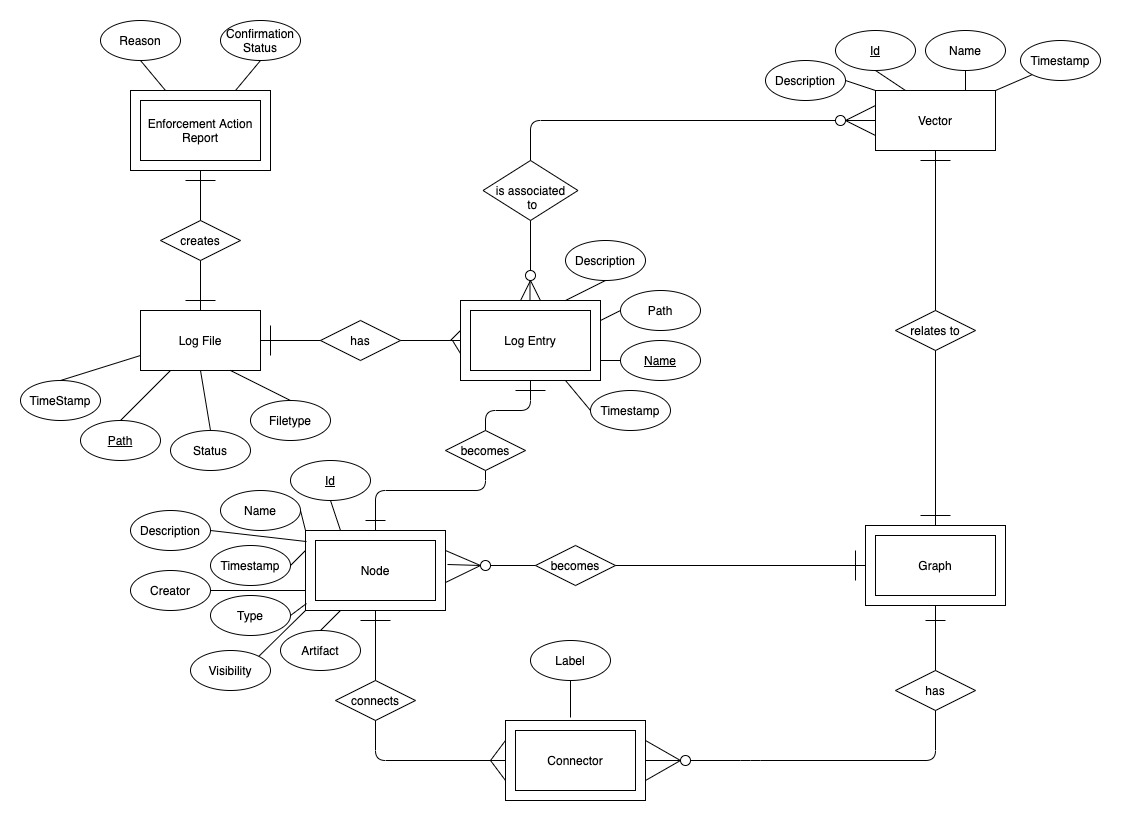 Reason
Confirmation
Status
Id
Name
Timestamp
Description
Enforcement Action
Report
Vector
is associated
to
creates
Description
Path
Log File
has
Log Entry
relates to
Name
TimeStamp
Path
Status
Filetype
Timestamp
becomes
Id
Name
Description
Timestamp
Node
becomes
Graph
Creator
Type
Artifact
Visibility
Label
connects
has
Connector